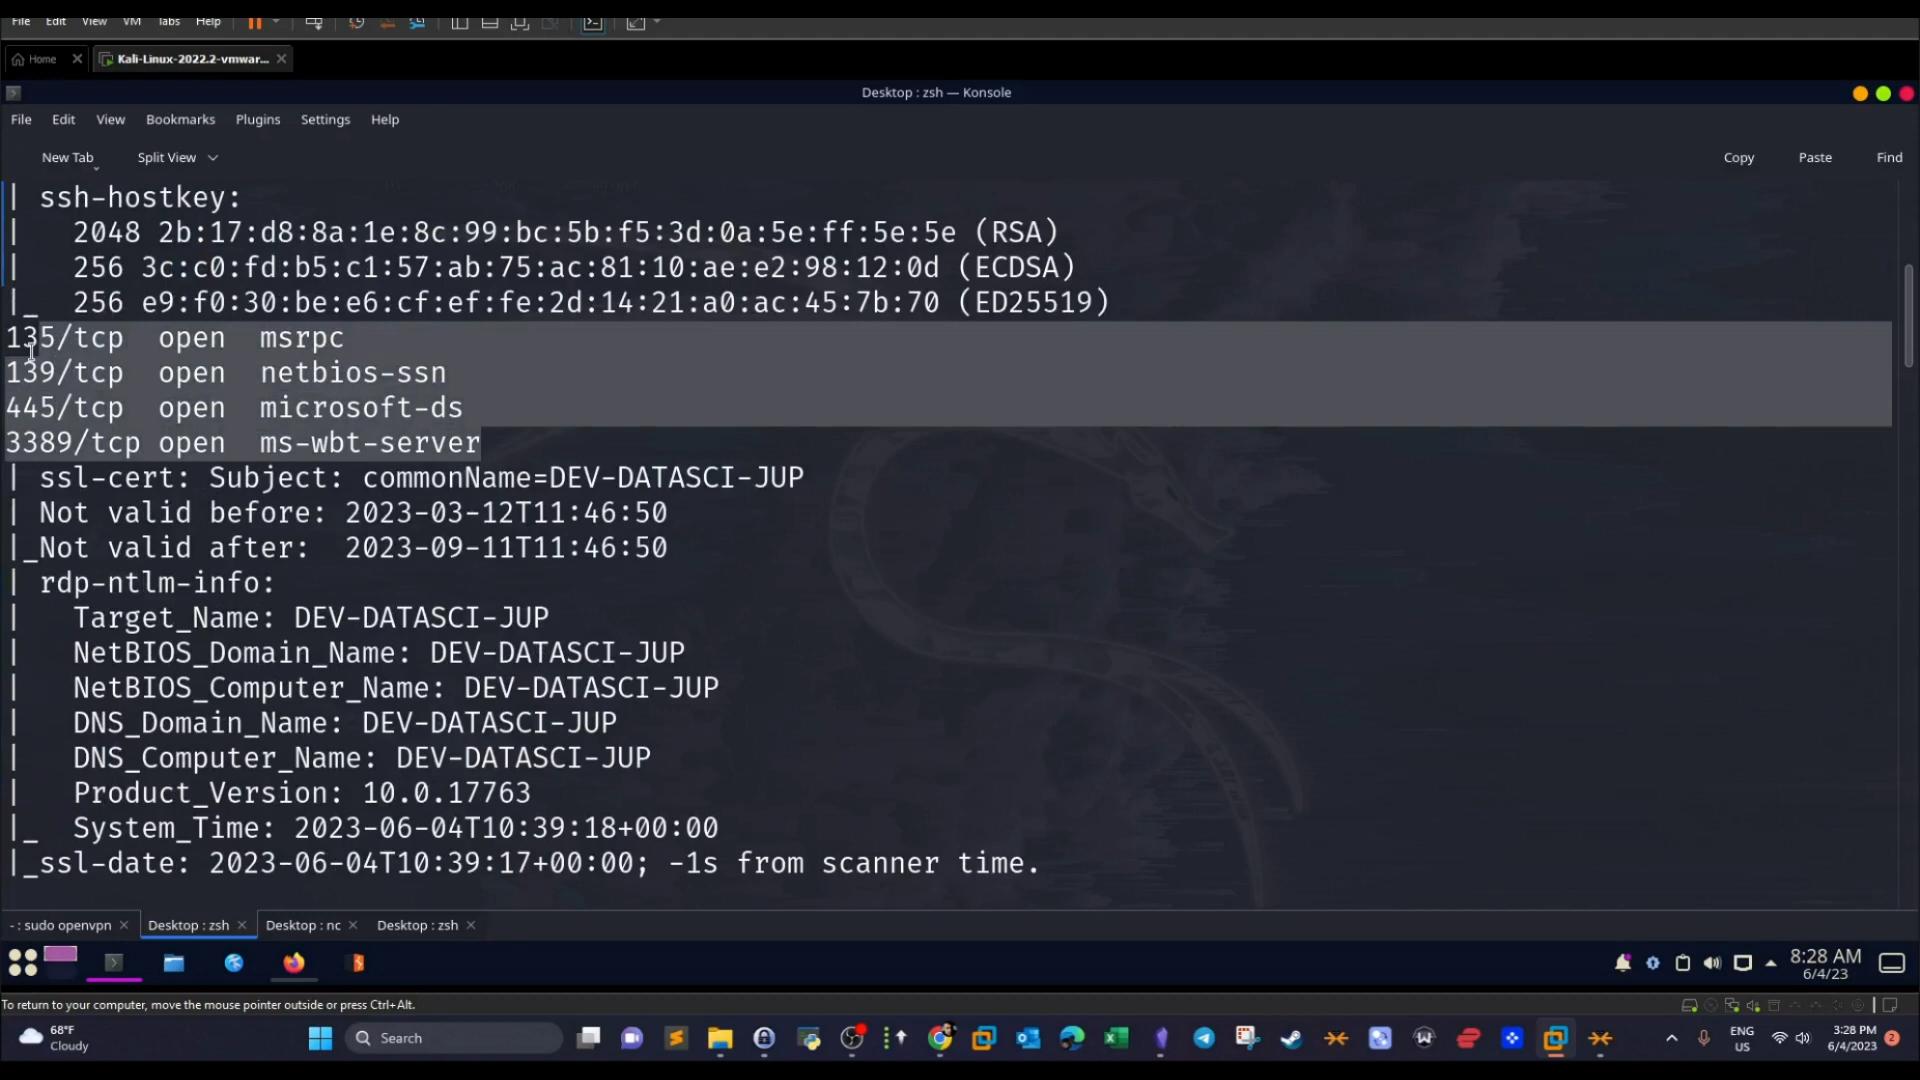 File Edit View VM Tabs Help
Home
Kali-Linux-2022.2-vmwar...
Desktop : zsh — Konsole
File Edit View Bookmarks Plugins Settings Help
New Tab Split View Copy Paste Find
| ssh-hostkey:
|   2048 2b:17:d8:8a:1e:8c:99:bc:5b:f5:3d:0a:5e:ff:5e:5e (RSA)
|   256 3c:c0:fd:b5:c1:57:ab:75:ac:81:10:ae:e2:98:12:0d (ECDSA)
|_  256 e9:f0:30:be:e6:cf:ef:fe:2d:14:21:a0:ac:45:7b:70 (ED25519)
135/tcp  open  msrpc
139/tcp  open  netbios-ssn
445/tcp  open  microsoft-ds
3389/tcp open  ms-wbt-server
| ssl-cert: Subject: commonName=DEV-DATASCI-JUP
| Not valid before: 2023-03-12T11:46:50
|_Not valid after:  2023-09-11T11:46:50
| rdp-ntlm-info:
|   Target_Name: DEV-DATASCI-JUP
|   NetBIOS_Domain_Name: DEV-DATASCI-JUP
|   NetBIOS_Computer_Name: DEV-DATASCI-JUP
|   DNS_Domain_Name: DEV-DATASCI-JUP
|   DNS_Computer_Name: DEV-DATASCI-JUP
|   Product_Version: 10.0.17763
|_  System_Time: 2023-06-04T10:39:18+00:00
|_ssl-date: 2023-06-04T10:39:17+00:00; -1s from scanner time.
- : sudo openvpn Desktop : zsh Desktop : nc Desktop : zsh
8:28 AM
6/4/23
To return to your computer, move the mouse pointer outside or press Ctrl+Alt.
68°F
Cloudy
Search
ENG
US
3:28 PM
6/4/2023
2